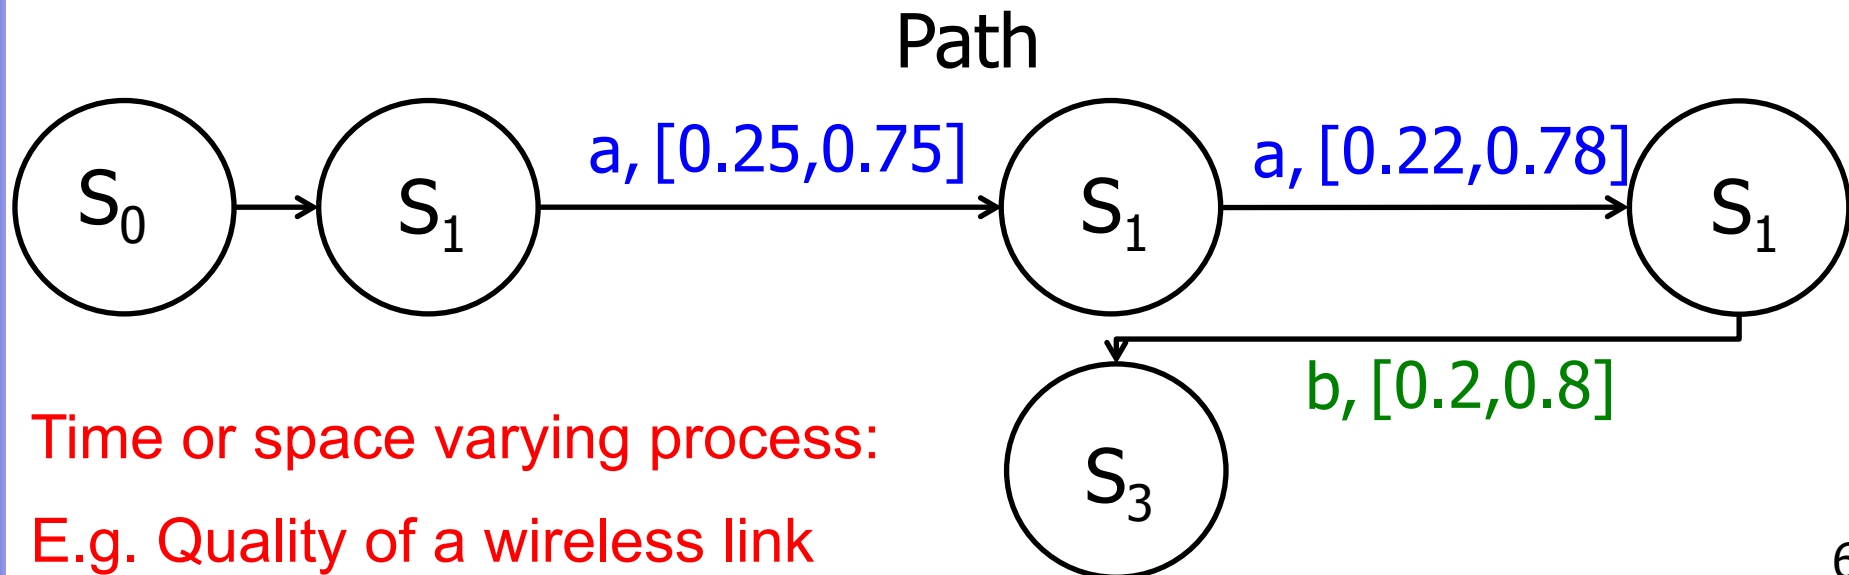 Path
S₀
S₁
a, [0.25,0.75]
S₁
a, [0.22,0.78]
S₁
b, [0.2,0.8]
S₃
Time or space varying process:
E.g. Quality of a wireless link
6